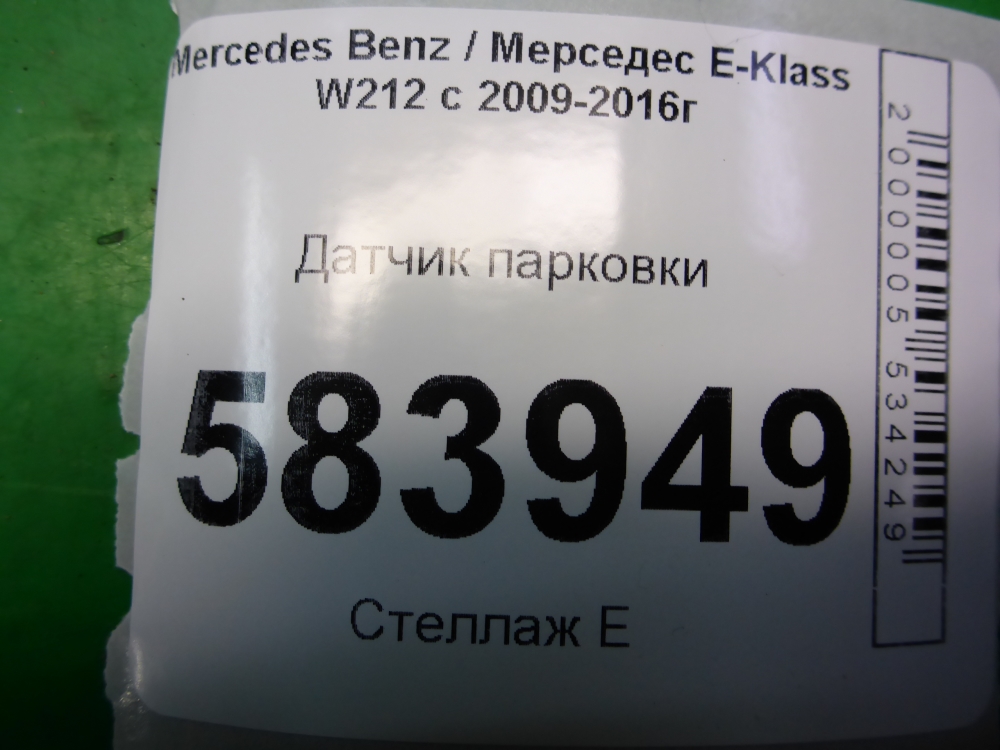 Mercedes Benz / Мерседес E-Klass
W212 с 2009-2016г
Датчик парковки
583949
Стеллаж Е
2000005534249